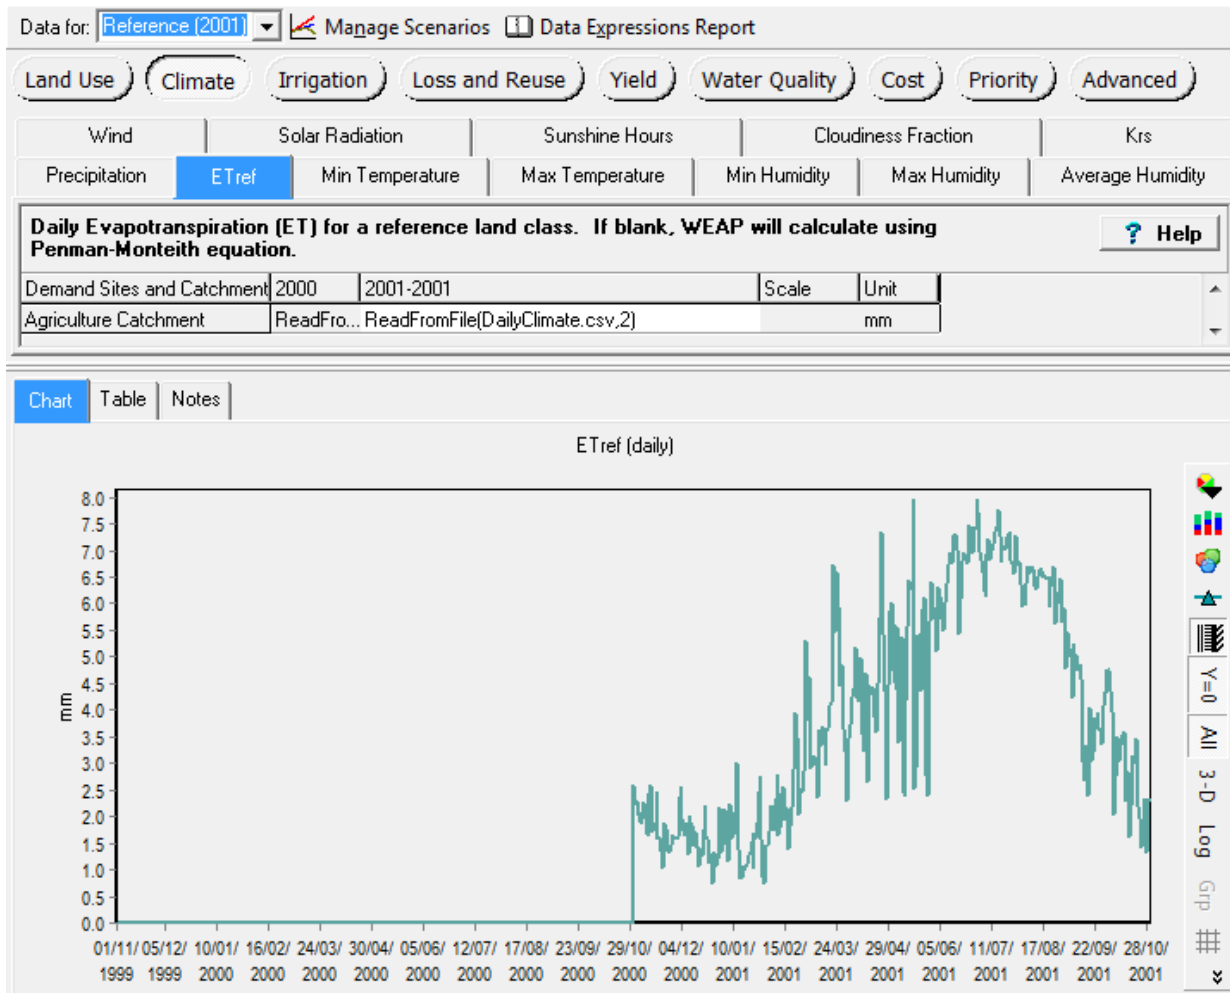 Data for: Reference (2001) Manage Scenarios Data Expressions Report
Land Use Climate Irrigation Loss and Reuse Yield Water Quality Cost Priority Advanced
Wind Solar Radiation Sunshine Hours Cloudiness Fraction Krs
Precipitation ETref Min Temperature Max Temperature Min Humidity Max Humidity Average Humidity
Daily Evapotranspiration (ET) for a reference land class. If blank, WEAP will calculate using
Penman-Monteith equation.
? Help
Demand Sites and Catchment 2000 2001-2001 Scale Unit
Agriculture Catchment ReadFro... ReadFromFile(DailyClimate.csv,2) mm
Chart Table Notes
ETref (daily)
8.0
7.5
7.0
6.5
6.0
5.5
5.0
4.5
4.0
3.5
3.0
2.5
2.0
1.5
1.0
0.5
0.0
mm
01/11/ 05/12/ 10/01/ 16/02/ 24/03/ 30/04/ 05/06/ 12/07/ 17/08/ 23/09/ 29/10/ 04/12/ 10/01/ 15/02/ 24/03/ 29/04/ 05/06/ 11/07/ 17/08/ 22/09/ 28/10/
1999 1999 2000 2000 2000 2000 2000 2000 2000 2000 2000 2000 2001 2001 2001 2001 2001 2001 2001 2001 2001
Y=0
All
3-D
Log
Grp